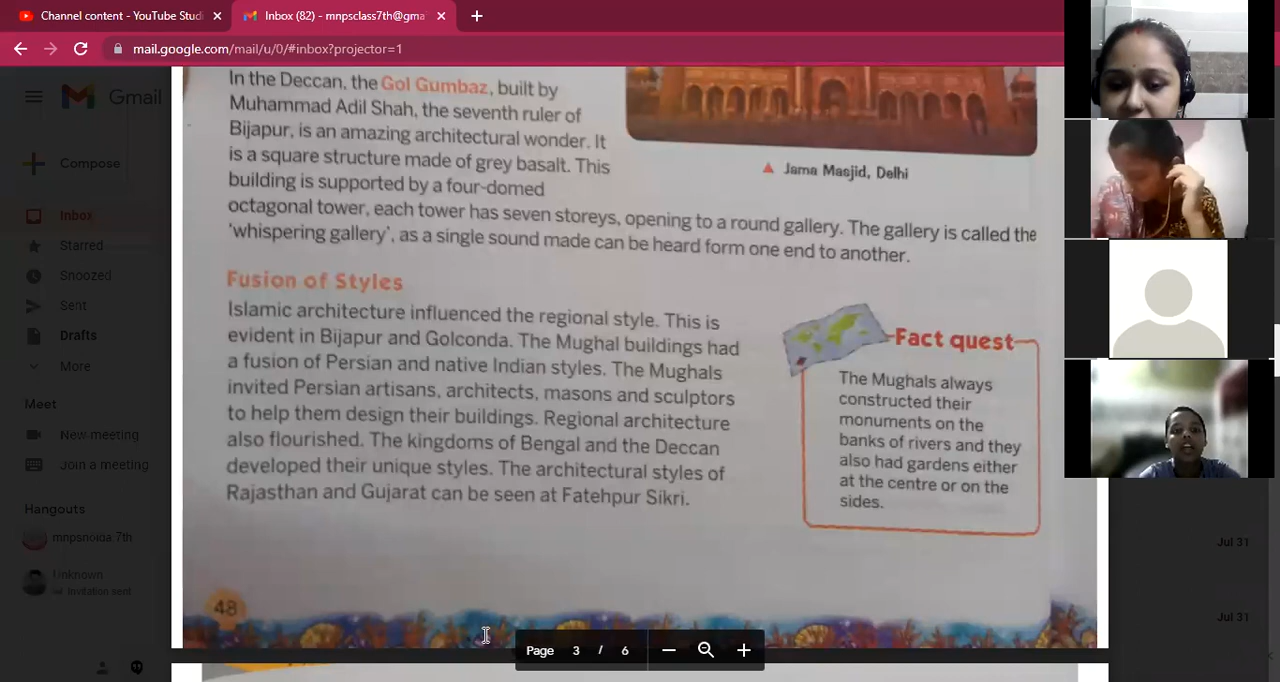 Channel content - YouTube Studi
Inbox (82) - mnpsclass7th@gma
mail.google.com/mail/u/0/#inbox?projector=1
Gmail
Compose
Inbox
Starred
Snoozed
Sent
Drafts
More
Meet
New meeting
Join a meeting
Hangouts
mnpsnoida.7th
Unknown
Invitation sent
In the Deccan, the Gol Gumbaz, built by
Muhammad Adil Shah, the seventh ruler of
Bijapur, is an amazing architectural wonder. It
is a square structure made of grey basalt. This
building is supported by a four-domed
octagonal tower, each tower has seven storeys, opening to a round gallery. The gallery is called the
'whispering gallery', as a single sound made can be heard form one end to another.
Jama Masjid, Delhi
Fusion of Styles
Islamic architecture influenced the regional style. This is
evident in Bijapur and Golconda. The Mughal buildings had
a fusion of Persian and native Indian styles. The Mughals
invited Persian artisans, architects, masons and sculptors
to help them design their buildings. Regional architecture
also flourished. The kingdoms of Bengal and the Deccan
developed their unique styles. The architectural styles of
Rajasthan and Gujarat can be seen at Fatehpur Sikri.
Fact quest
The Mughals always
constructed their
monuments on the
banks of rivers and they
also had gardens either
at the centre or on the
sides.
48
Page 3 / 6
Jul 31
Jul 31